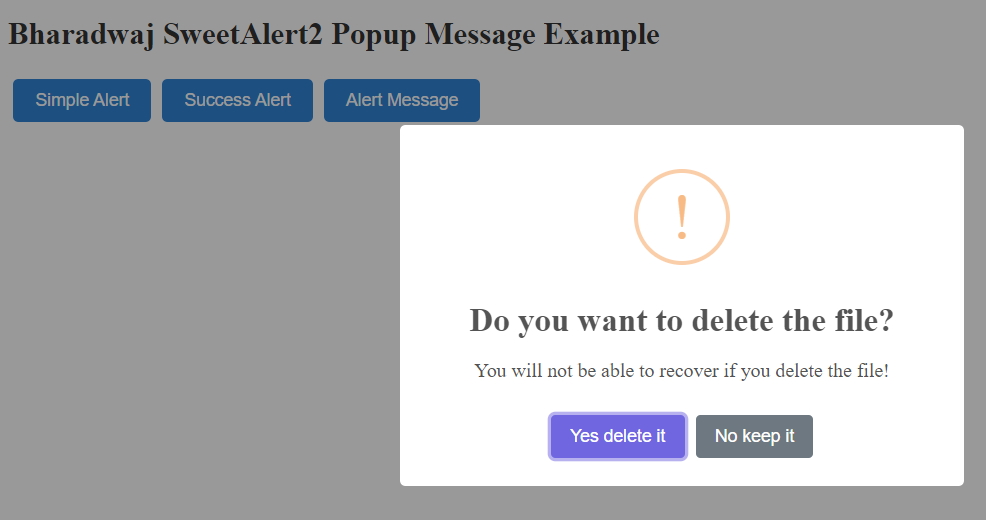 Bharadwaj SweetAlert2 Popup Message Example
Simple Alert Success Alert Alert Message
!
Do you want to delete the file?
You will not be able to recover if you delete the file!
Yes delete it No keep it